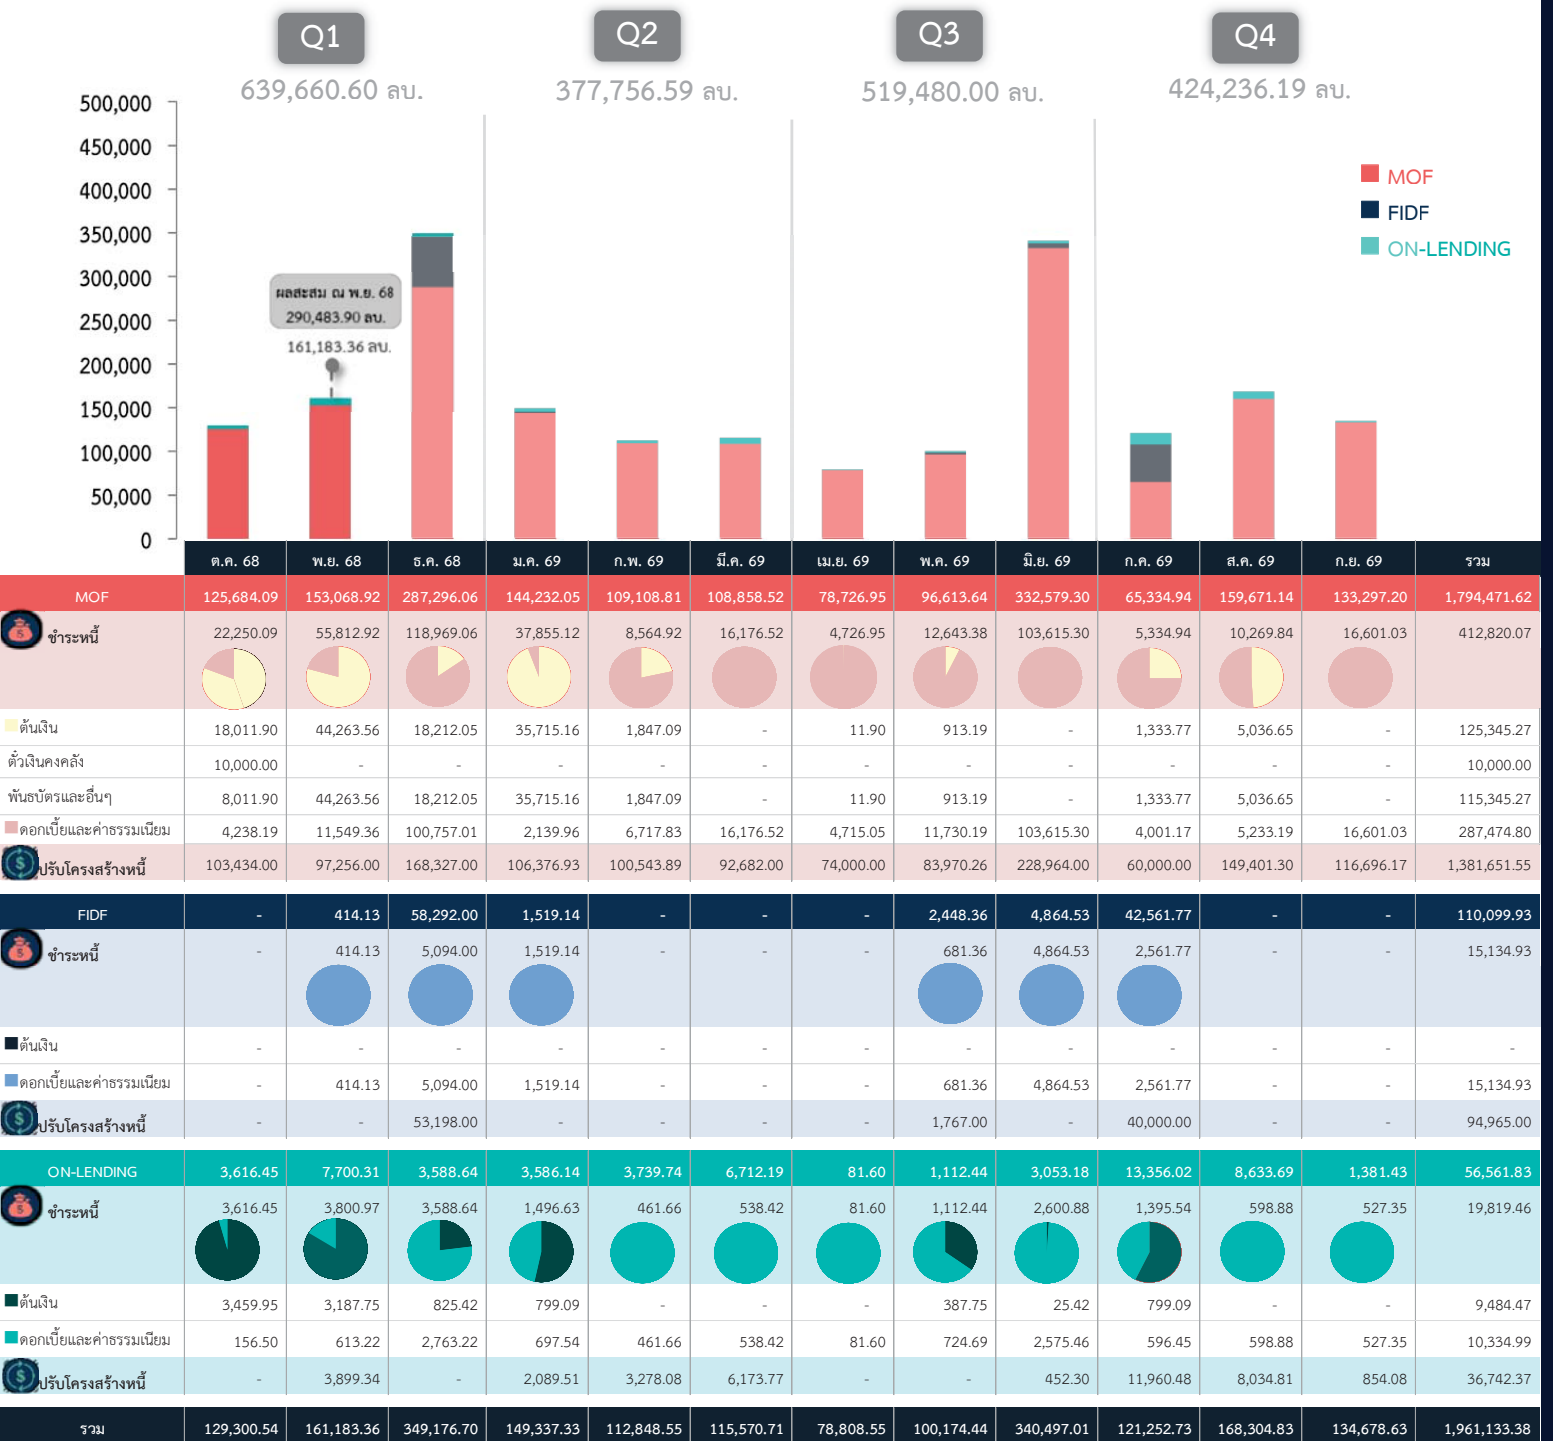 Q1 Q2 Q3 Q4
639,660.60 ลบ. 377,756.59 ลบ. 519,480.00 ลบ. 424,236.19 ลบ.
500,000
450,000
400,000
350,000
300,000
250,000
200,000
150,000
100,000
50,000
0
MOF
FIDF
ON-LENDING
ผลสะสม ณ พ.ย. 68
290,483.90 ลบ.
161,183.36 ลบ.
ต.ค. 68 พ.ย. 68 ธ.ค. 68 ม.ค. 69 ก.พ. 69 มี.ค. 69 เม.ย. 69 พ.ค. 69 มิ.ย. 69 ก.ค. 69 ส.ค. 69 ก.ย. 69 รวม
MOF 125,684.09 153,068.92 287,296.06 144,232.05 109,108.81 108,858.52 78,726.95 96,613.64 332,579.30 65,334.94 159,671.14 133,297.20 1,794,471.62
ชำระหนี้ 22,250.09 55,812.92 118,969.06 37,855.12 8,564.92 16,176.52 4,726.95 12,643.38 103,615.30 5,334.94 10,269.84 16,601.03 412,820.07
ต้นเงิน 18,011.90 44,263.56 18,212.05 35,715.16 1,847.09 - 11.90 913.19 - 1,333.77 5,036.65 - 125,345.27
ตั๋วเงินคงคลัง 10,000.00 - - - - - - - - - - - 10,000.00
พันธบัตรและอื่นๆ 8,011.90 44,263.56 18,212.05 35,715.16 1,847.09 - 11.90 913.19 - 1,333.77 5,036.65 - 115,345.27
ดอกเบี้ยและค่าธรรมเนียม 4,238.19 11,549.36 100,757.01 2,139.96 6,717.83 16,176.52 4,715.05 11,730.19 103,615.30 4,001.17 5,233.19 16,601.03 287,474.80
ปรับโครงสร้างหนี้ 103,434.00 97,256.00 168,327.00 106,376.93 100,543.89 92,682.00 74,000.00 83,970.26 228,964.00 60,000.00 149,401.30 116,696.17 1,381,651.55
FIDF - 414.13 58,292.00 1,519.14 - - - 2,448.36 4,864.53 42,561.77 - - 110,099.93
ชำระหนี้ - 414.13 5,094.00 1,519.14 - - - 681.36 4,864.53 2,561.77 - - 15,134.93
ต้นเงิน - - - - - - - - - - - - -
ดอกเบี้ยและค่าธรรมเนียม - 414.13 5,094.00 1,519.14 - - - 681.36 4,864.53 2,561.77 - - 15,134.93
ปรับโครงสร้างหนี้ - - 53,198.00 - - - - 1,767.00 - 40,000.00 - - 94,965.00
ON-LENDING 3,616.45 7,700.31 3,588.64 3,586.14 3,739.74 6,712.19 81.60 1,112.44 3,053.18 13,356.02 8,633.69 1,381.43 56,561.83
ชำระหนี้ 3,616.45 3,800.97 3,588.64 1,496.63 461.66 538.42 81.60 1,112.44 2,600.88 1,395.54 598.88 527.35 19,819.46
ต้นเงิน 3,459.95 3,187.75 825.42 799.09 - - - 387.75 25.42 799.09 - - 9,484.47
ดอกเบี้ยและค่าธรรมเนียม 156.50 613.22 2,763.22 697.54 461.66 538.42 81.60 724.69 2,575.46 596.45 598.88 527.35 10,334.99
ปรับโครงสร้างหนี้ - 3,899.34 - 2,089.51 3,278.08 6,173.77 - - 452.30 11,960.48 8,034.81 854.08 36,742.37
รวม 129,300.54 161,183.36 349,176.70 149,337.33 112,848.55 115,570.71 78,808.55 100,174.44 340,497.01 121,252.73 168,304.83 134,678.63 1,961,133.38